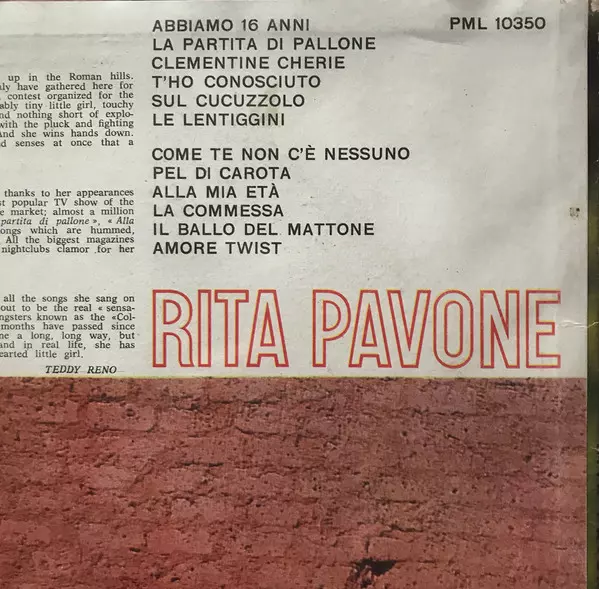 up in the Roman hills.
have gathered here for
contest organized for the
tiny little girl, touchy
nothing short of explo-
with the pluck and fighting
And she wins hands down.
senses at once that a
thanks to her appearances
popular TV show of the
market; almost a million
partita di pallone », « Alla
which are hummed,
All the biggest magazines
nightclubs clamor for her
all the songs she sang on
out to be the real « sensa-
known as the «Col-
months have passed since
a long, long way, but
and in real life, she has
little girl.
TEDDY RENO
ABBIAMO 16 ANNI
LA PARTITA DI PALLONE
CLEMENTINE CHERIE
T'HO CONOSCIUTO
SUL CUCUZZOLO
LE LENTIGGINI
COME TE NON C'È NESSUNO
PEL DI CAROTA
ALLA MIA ETÀ
LA COMMESSA
IL BALLO DEL MATTONE
AMORE TWIST
PML 10350
RITA PAVONE